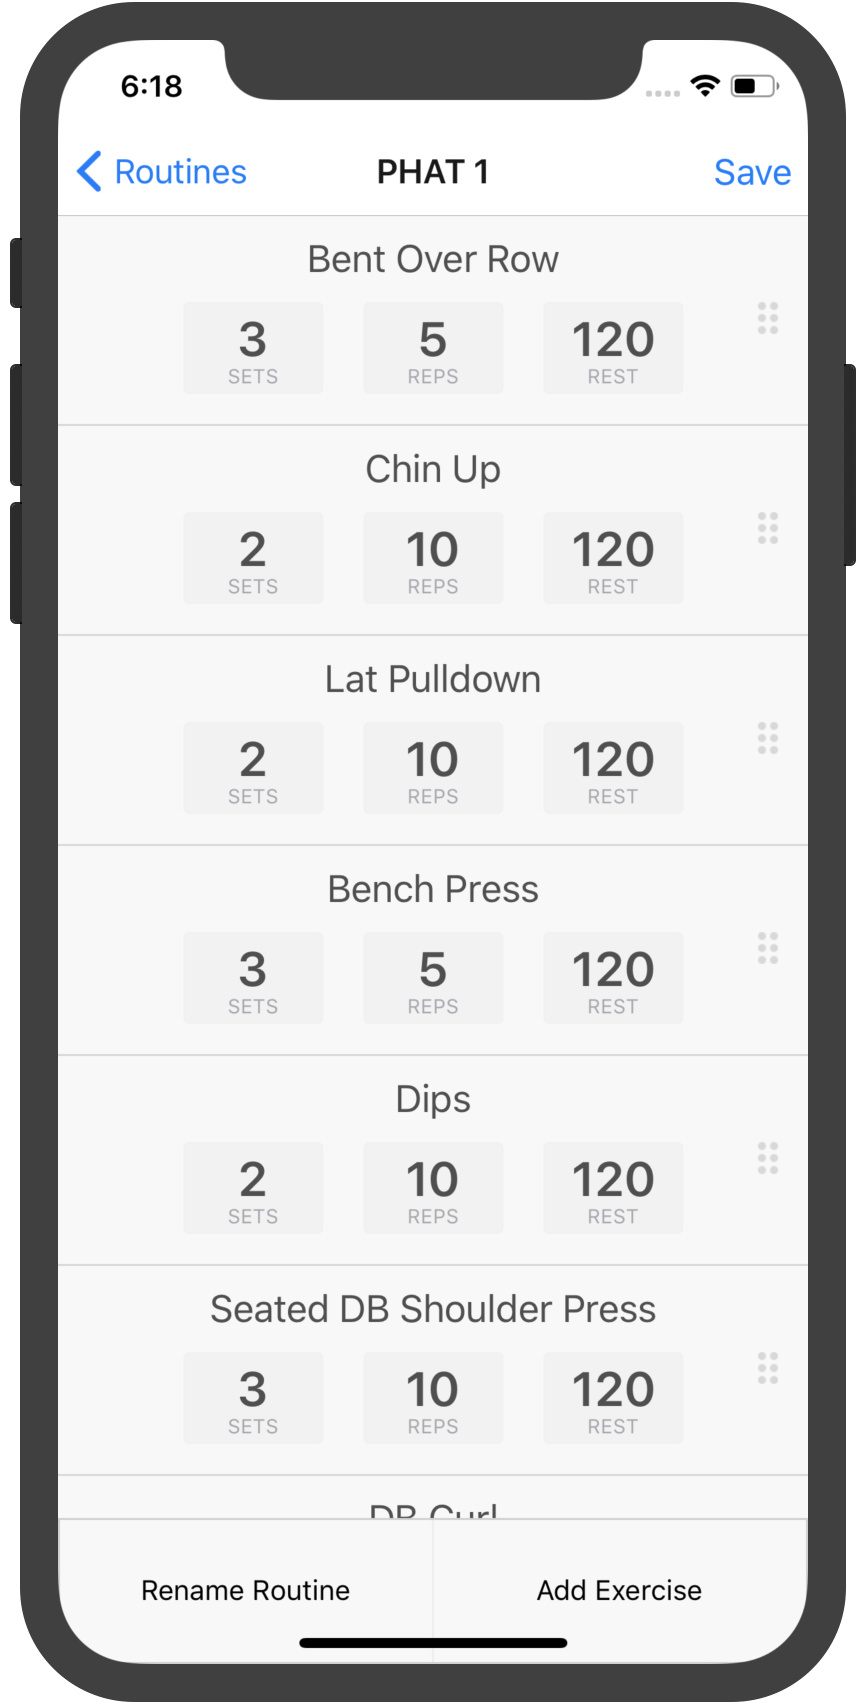 6:18
Routines PHAT 1 Save
Bent Over Row
3 5 120
SETS REPS REST
Chin Up
2 10 120
SETS REPS REST
Lat Pulldown
2 10 120
SETS REPS REST
Bench Press
3 5 120
SETS REPS REST
Dips
2 10 120
SETS REPS REST
Seated DB Shoulder Press
3 10 120
SETS REPS REST
DB Curl
Rename Routine Add Exercise